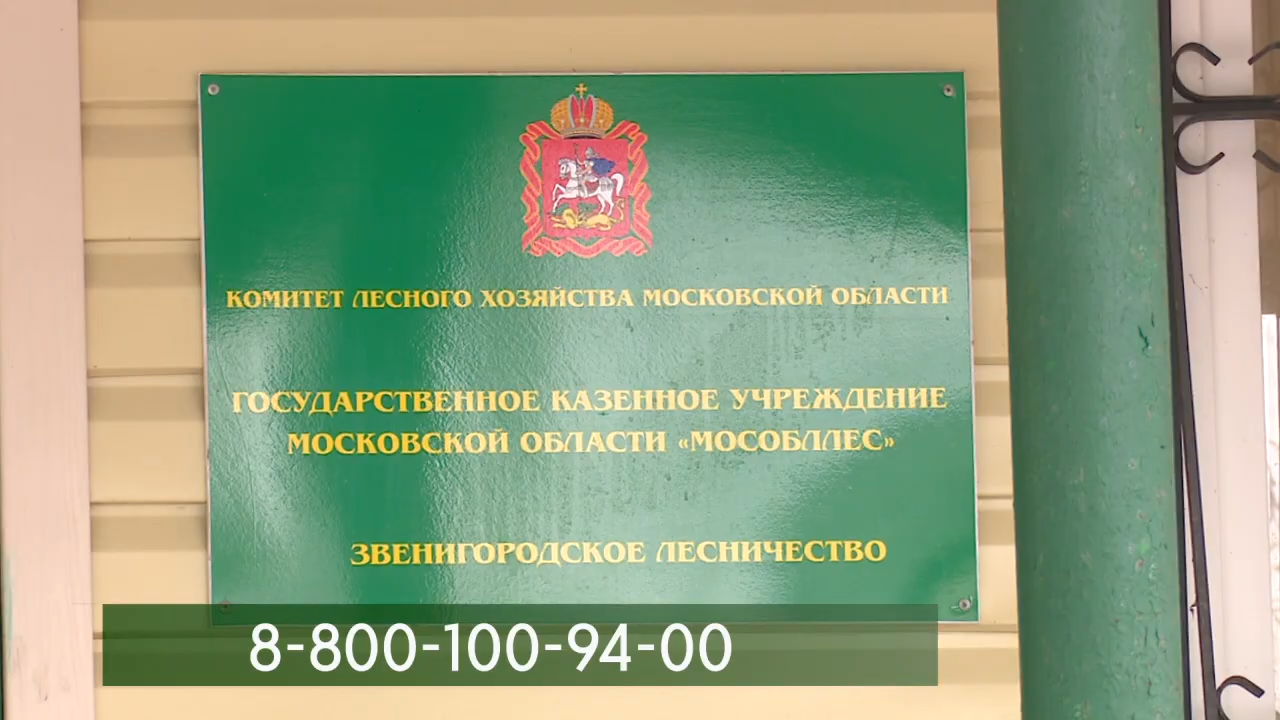 КОМИТЕТ ЛЕСНОГО ХОЗЯЙСТВА МОСКОВСКОЙ ОБЛАСТИ
ГОСУДАРСТВЕННОЕ КАЗЕННОЕ УЧРЕЖДЕНИЕ
МОСКОВСКОЙ ОБЛАСТИ «МОСОБЛЛЕС»
ЗВЕНИГОРОДСКОЕ ЛЕСНИЧЕСТВО
8-800-100-94-00